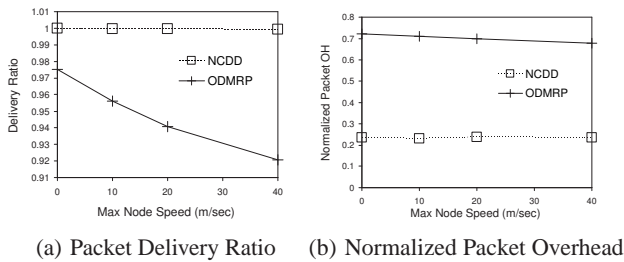 1.01
1
0.99
0.98
0.97
0.96
0.95
0.94
0.93
0.92
0.91
Delivery Ratio
NCDD
ODMRP
0 10 20 30 40
Max Node Speed (m/sec)
(a) Packet Delivery Ratio
0.8
0.7
0.6
0.5
0.4
0.3
0.2
0.1
0
Normalized Packet OH
NCDD
ODMRP
0 10 20 30 40
Max Node Speed (m/sec)
(b) Normalized Packet Overhead